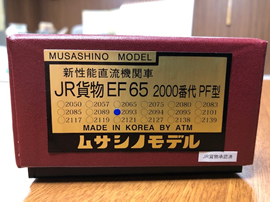 MUSASHINO MODEL
新性能直流機関車
JR貨物 EF65 2000番代 PF型
○2050 ○2057 ○2065 ○2075 ○2080 ○2083
○2085 ○2089 ●2093 ○2094 ○2095 ○2101
○2117 ○2119 ○2121 ○2127 ○2138 ○2139
MADE IN KOREA BY ATM
ムサシノモデル
JR貨物承認済